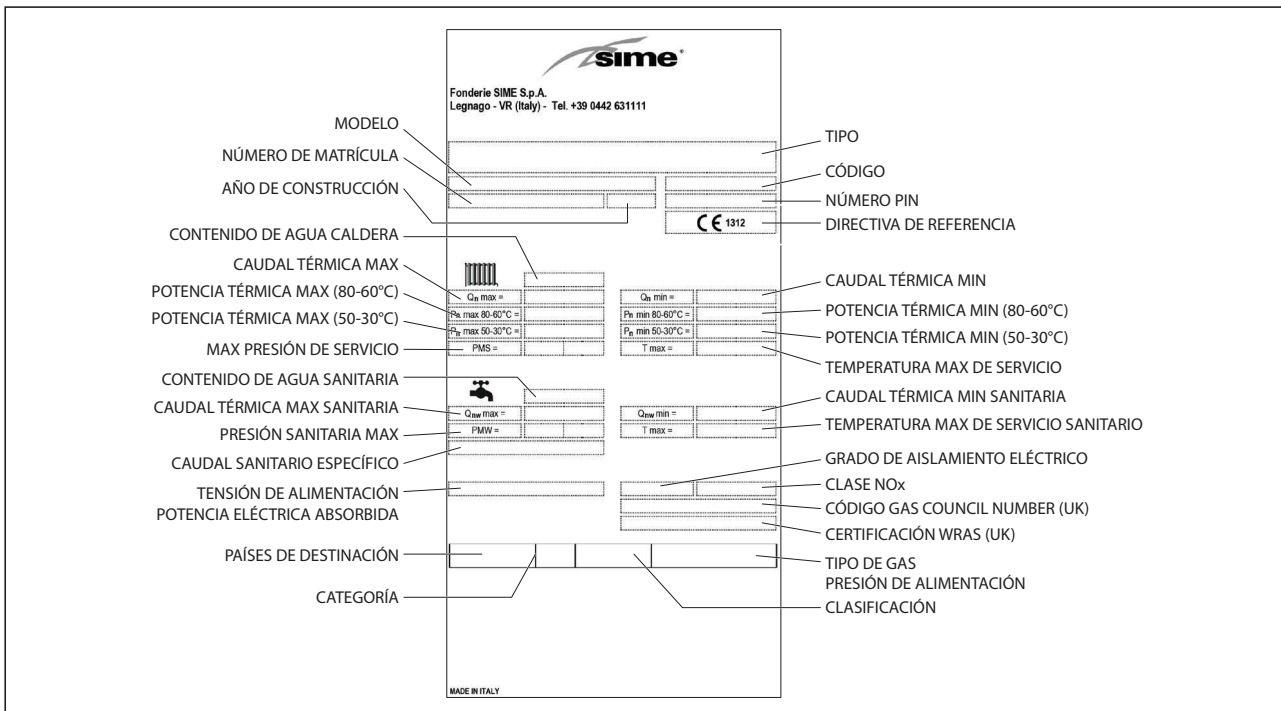 sime®
Fonderie SIME S.p.A.
Legnago - VR (Italy) - Tel. +39 0442 631111
MODELO
NÚMERO DE MATRÍCULA
AÑO DE CONSTRUCCIÓN
CONTENIDO DE AGUA CALDERA
CAUDAL TÉRMICA MAX
POTENCIA TÉRMICA MAX (80-60°C)
POTENCIA TÉRMICA MAX (50-30°C)
MAX PRESIÓN DE SERVICIO
CONTENIDO DE AGUA SANITARIA
CAUDAL TÉRMICA MAX SANITARIA
PRESIÓN SANITARIA MAX
CAUDAL SANITARIO ESPECÍFICO
TENSIÓN DE ALIMENTACIÓN
POTENCIA ELÉCTRICA ABSORBIDA
PAÍSES DE DESTINACIÓN
CATEGORÍA
CE 1312
Qn max =
Pn max 80-60°C =
Pn max 50-30°C =
PMS =
Qn min =
Pn min 80-60°C =
Pn min 50-30°C =
T max =
Qnw max =
PMW =
Qnw min =
T max =
MADE IN ITALY
TIPO
CÓDIGO
NÚMERO PIN
DIRECTIVA DE REFERENCIA
CAUDAL TÉRMICA MIN
POTENCIA TÉRMICA MIN (80-60°C)
POTENCIA TÉRMICA MIN (50-30°C)
TEMPERATURA MAX DE SERVICIO
CAUDAL TÉRMICA MIN SANITARIA
TEMPERATURA MAX DE SERVICIO SANITARIO
GRADO DE AISLAMIENTO ELÉCTRICO
CLASE NOx
CÓDIGO GAS COUNCIL NUMBER (UK)
CERTIFICACIÓN WRAS (UK)
TIPO DE GAS
PRESIÓN DE ALIMENTACIÓN
CLASIFICACIÓN